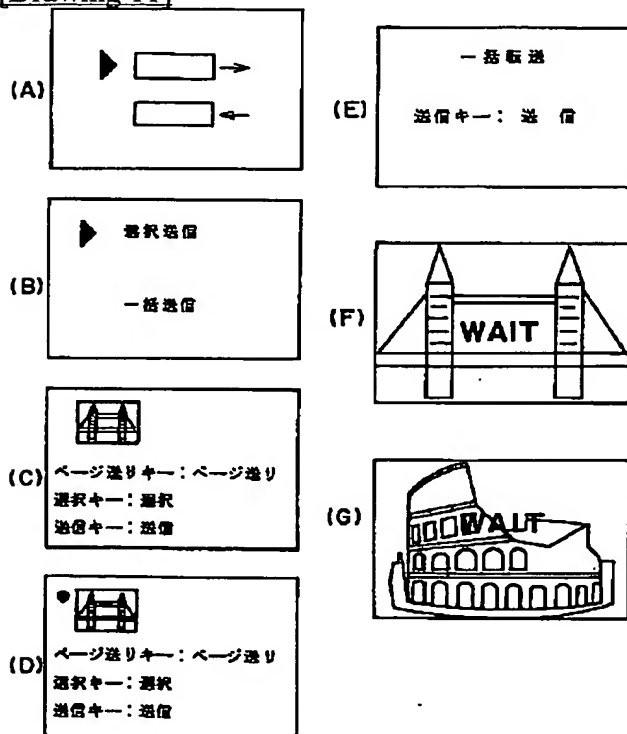 [Drawing 11]
(A)
(B)
選択送信
一括送信
(C)
ページ送りキー：ページ送り
選択キー：選択
送信キー：送信
(D)
ページ送りキー：ページ送り
選択キー：選択
送信キー：送信
(E)
一括転送
送信キー：送 信
(F)
WAIT
(G)
WAIT